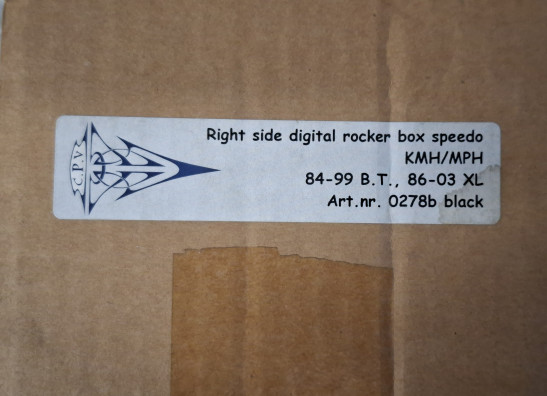 C.P.V
Right side digital rocker box speedo
KMH/MPH
84-99 B.T., 86-03 XL
Art.nr. 0278b black